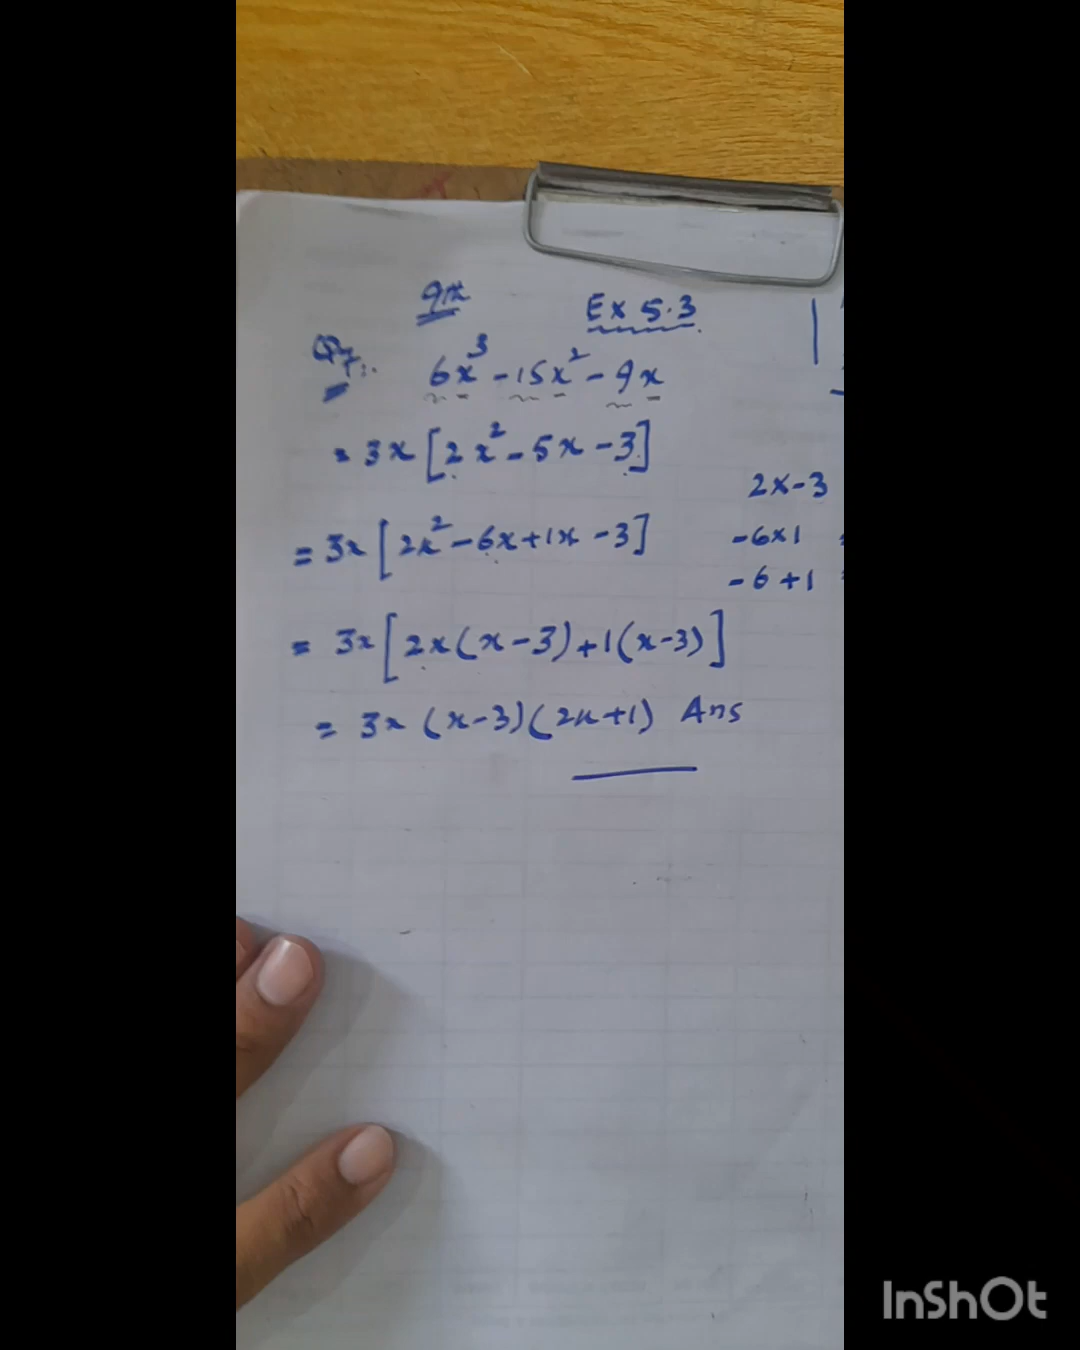 9th
Ex 5.3
Q7:. 6x³ - 15x² - 9x
= 3x [2x² - 5x - 3]
2x-3
= 3x [2x² - 6x + 1x - 3]
-6x1
-6+1
= 3x [2x(x-3) + 1(x-3)]
= 3x (x-3)(2x+1) Ans
InShOt